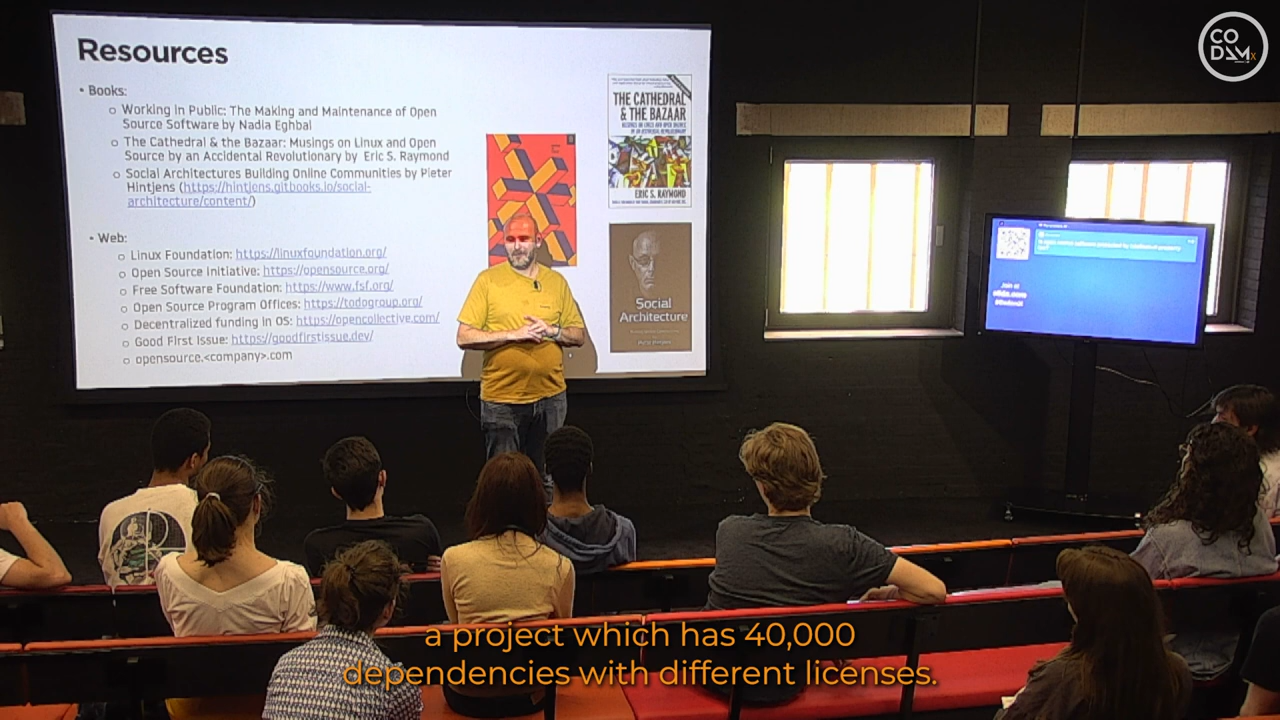 CO
DAM
x
Resources
• Books:
Working in Public: The Making and Maintenance of Open
Source Software by Nadia Eghbal
The Cathedral & the Bazaar: Musings on Linux and Open
Source by an Accidental Revolutionary by Eric S. Raymond
Social Architectures Building Online Communities by Pieter
Hintjens (https://hintjens.gitbooks.io/social-
architecture/content/)
• Web:
Linux Foundation: https://linuxfoundation.org/
Open Source Initiative: https://opensource.org/
Free Software Foundation: https://www.fsf.org/
Open Source Program Offices: https://todogroup.org/
Decentralized funding in OS: https://opencollective.com/
Good First Issue: https://goodfirstissue.dev/
opensource.<company>.com
THE CATHEDRAL
& THE BAZAAR
ERIC S. RAYMOND
Social
Architecture
Join at
a project which has 40,000
dependencies with different licenses.